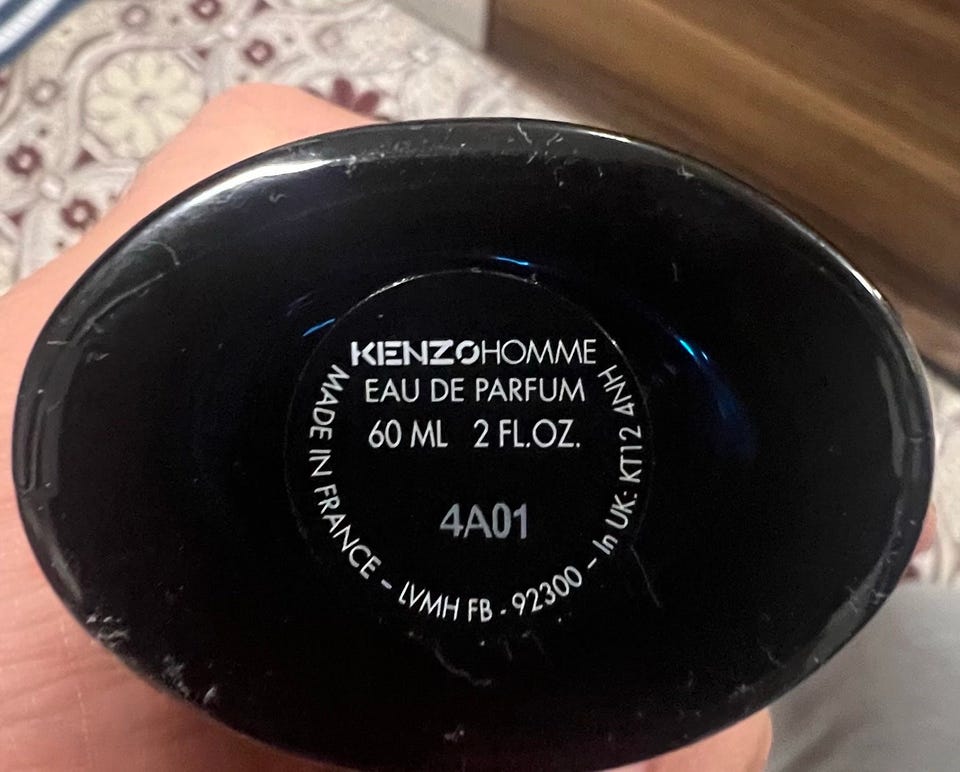 KENZOHOMME
EAU DE PARFUM
60 ML 2 FL.OZ.
4A01
MADE IN FRANCE - LVMH FB - 92300 - In UK: KT12 4NH